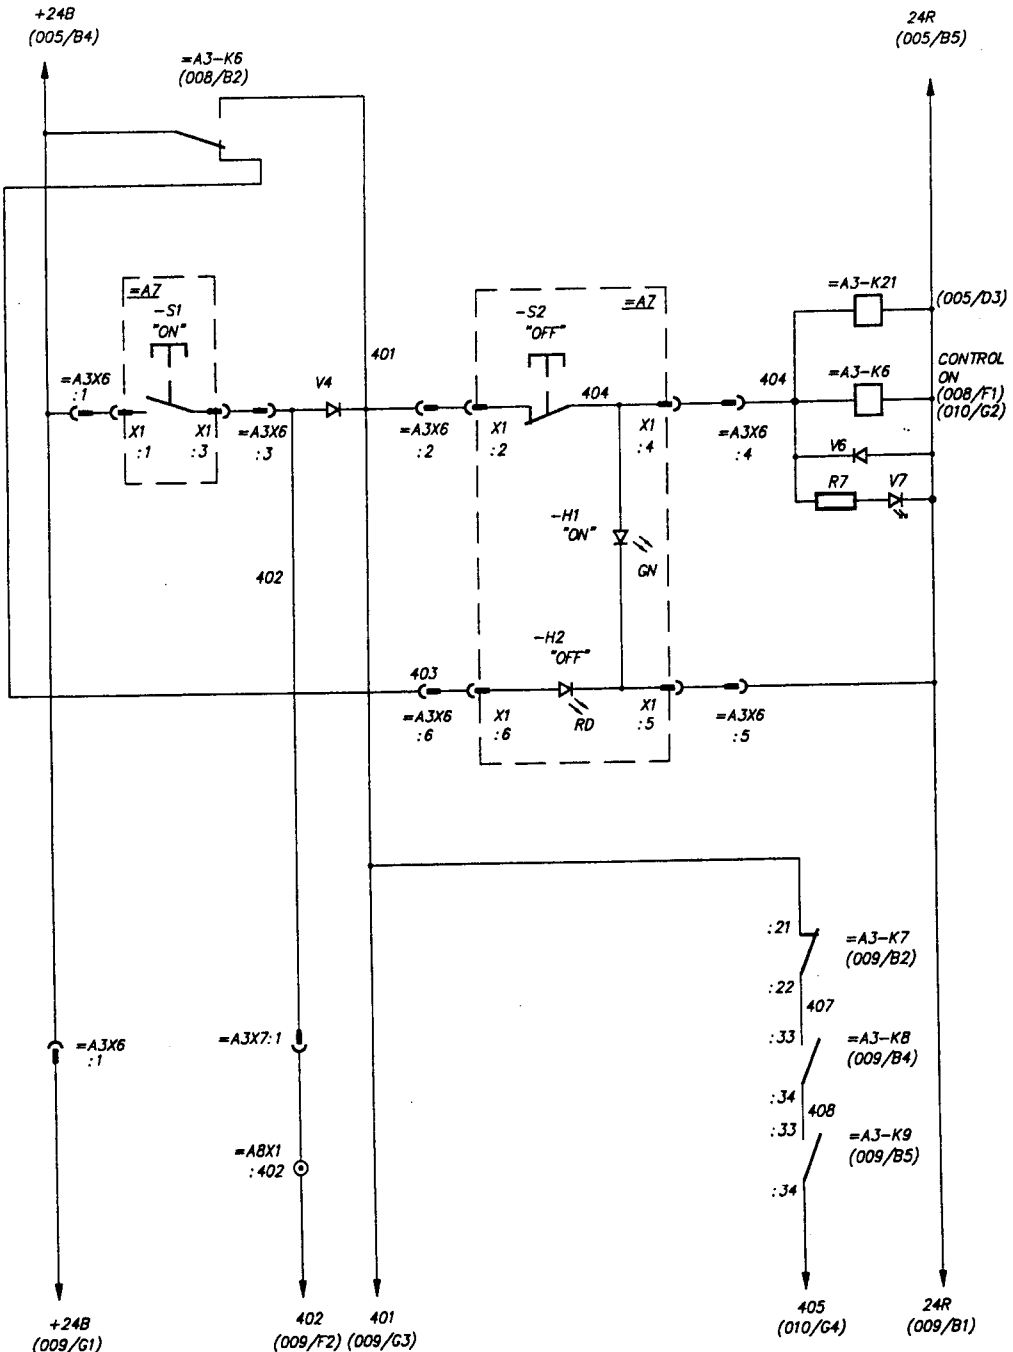 +24B
(005/B4)
24R
(005/B5)
=A3-K6
(008/B2)
=A7
-S1
"ON"
-S2
"OFF"
=A7
=A3-K21
(005/D3)
401
V4
=A3X6
:1
404
404
=A3-K6
CONTROL
ON
(008/F1)
(010/G2)
X1
:1
X1
:3
=A3X6
:3
=A3X6
:2
X1
:2
X1
:4
=A3X6
:4
V6
R7
V7
-H1
"ON"
GN
402
-H2
"OFF"
403
RD
=A3X6
:6
X1
:6
X1
:5
=A3X6
:5
:21
=A3-K7
(009/B2)
:22
407
=A3X6
:1
=A3X7:1
:33
=A3-K8
(009/B4)
:34
408
:33
=A3-K9
(009/B5)
=A8X1
:402
:34
+24B
(009/G1)
402
(009/F2)
401
(009/G3)
405
(010/G4)
24R
(009/B1)